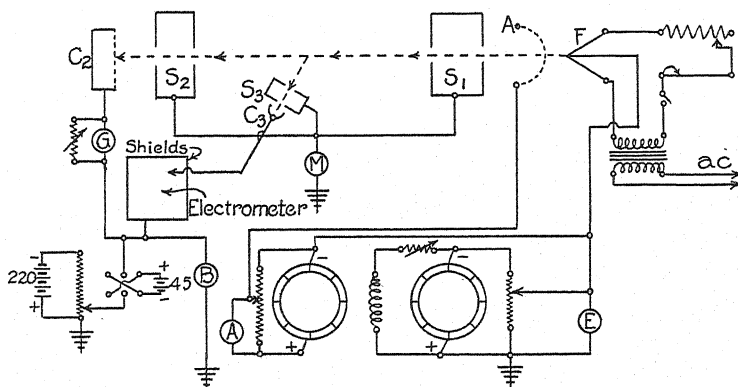 A
F
C2
S2
S3
C3
S1
G
Shields
M
ac
Electrometer
-
220
+
+
45
-
B
-
A
+
-
+
E